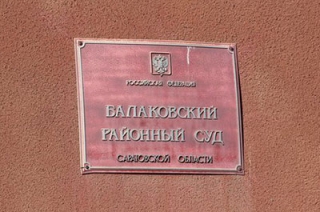 РОССИЙСКАЯ ФЕДЕРАЦИЯ
БАЛАКОВСКИЙ
РАЙОННЫЙ СУД
САРАТОВСКОЙ ОБЛАСТИ